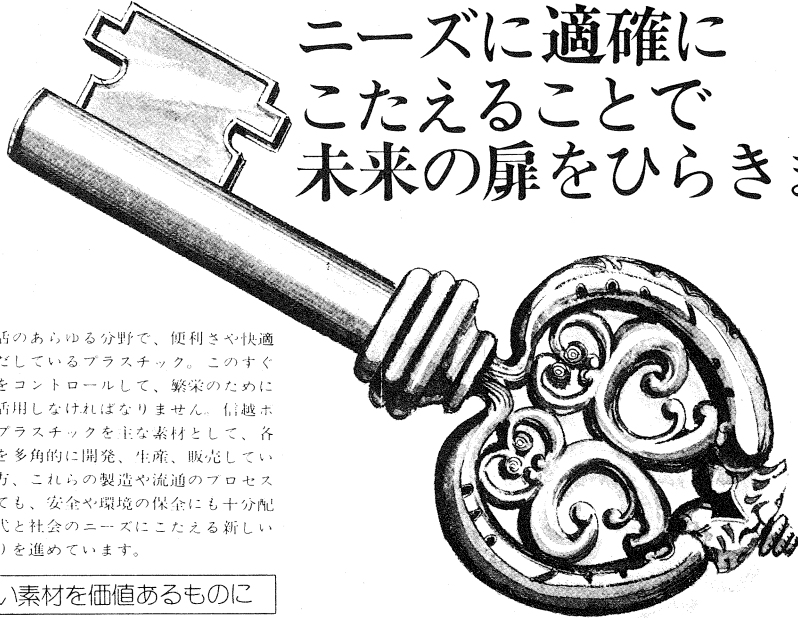 ニーズに適確に
こたえることで
未来の扉をひらきま
活のあらゆる分野で、便利さや快適
だしているプラスチック。このすぐ
をコントロールして、繁栄のために
活用しなければなりません。信越ポ
プラスチックを主な素材として、各
を多角的に開発、生産、販売してい
方、これらの製造や流通のプロセス
ても、安全や環境の保全にも十分配
代と社会のニーズにこたえる新しい
りを進めています。
い素材を価値あるものに